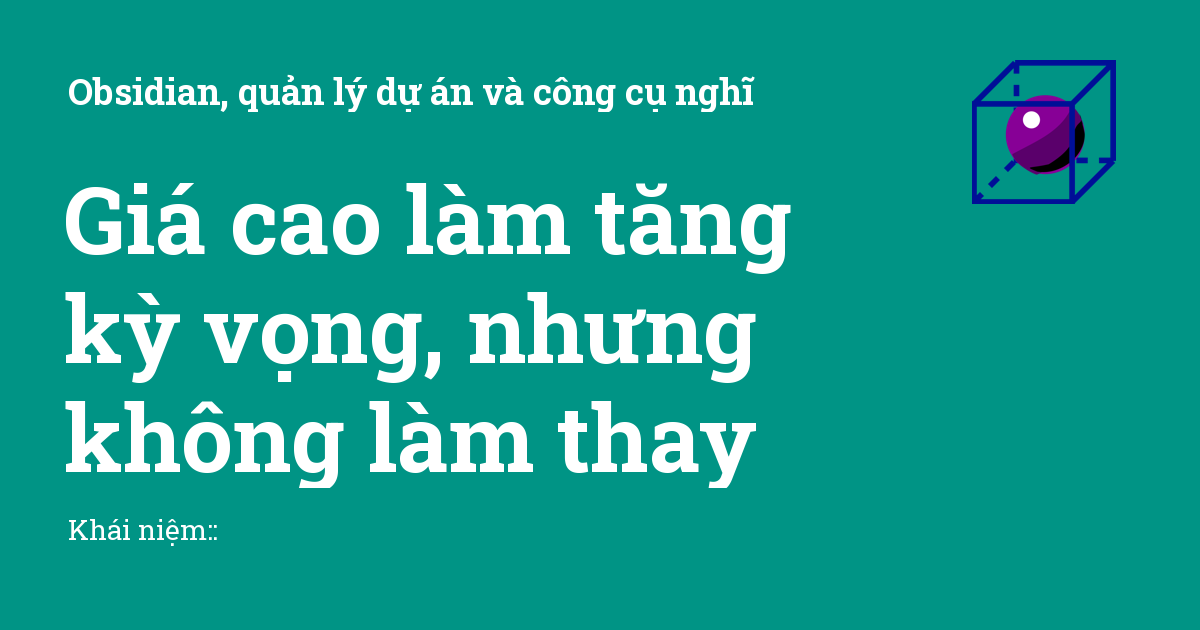 Obsidian, quản lý dự án và công cụ nghĩ
Giá cao làm tăng
kỳ vọng, nhưng
không làm thay
Khái niệm::